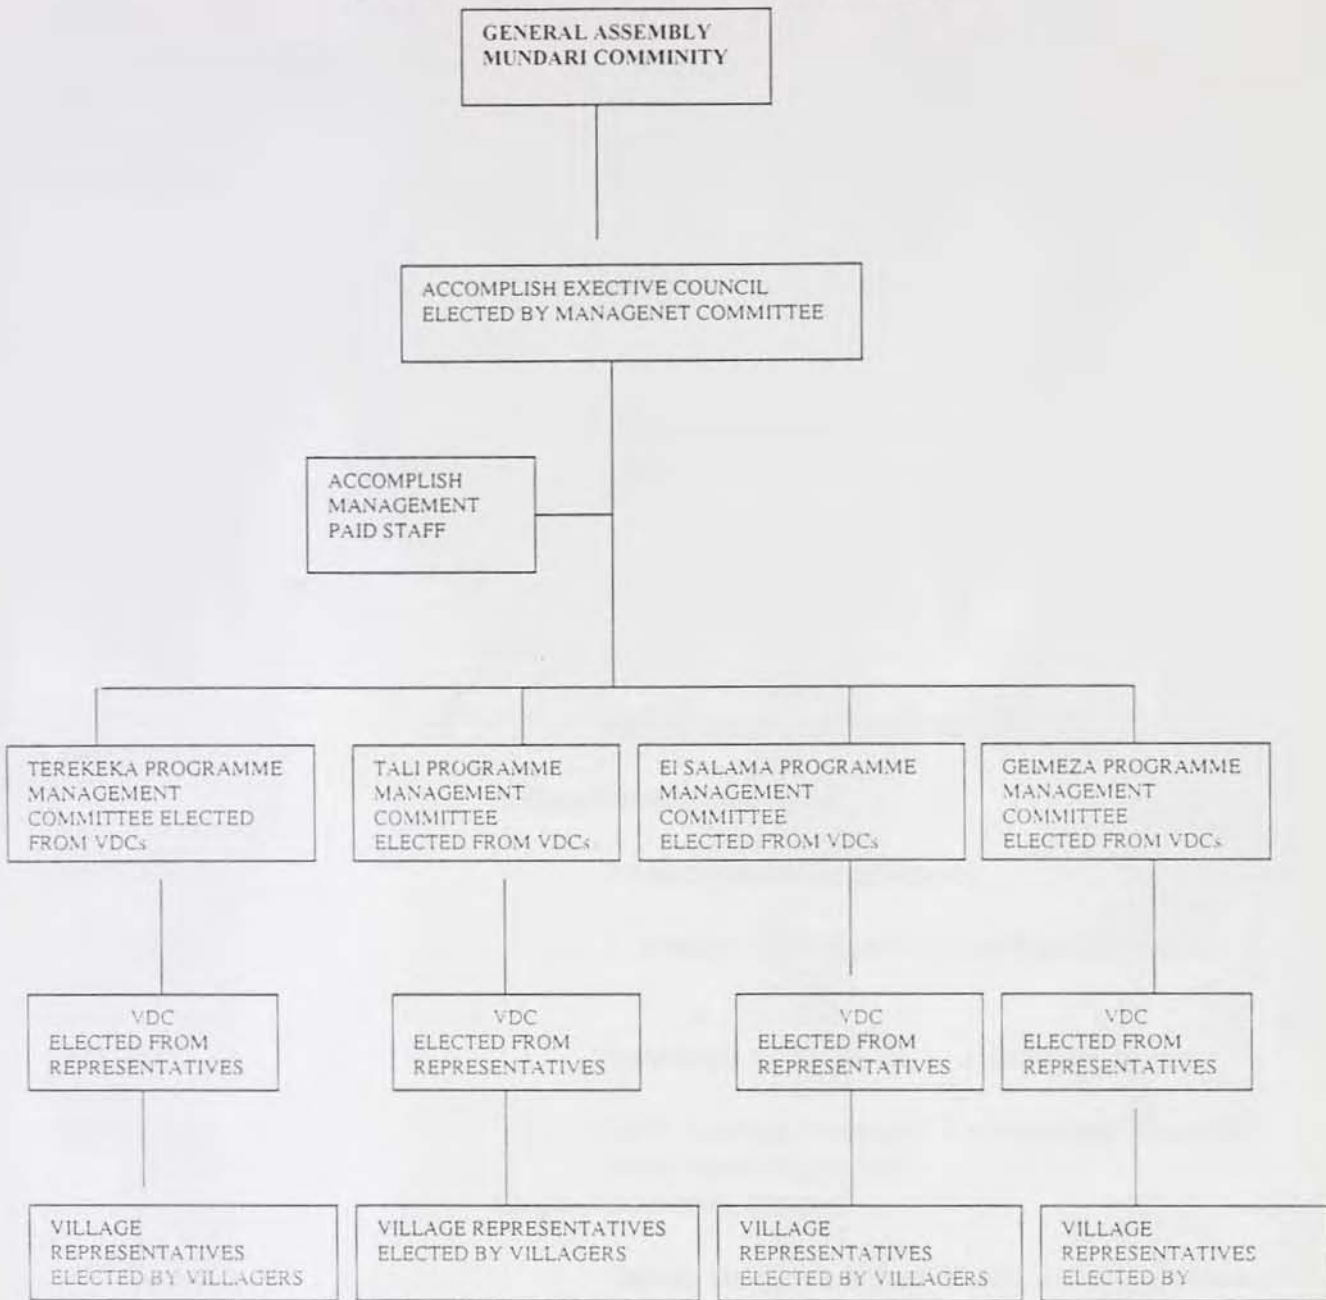 GENERAL ASSEMBLY
MUNDARI COMMINITY
ACCOMPLISH EXECTIVE COUNCIL
ELECTED BY MANAGENET COMMITTEE
ACCOMPLISH
MANAGEMENT
PAID STAFF
TEREKEKA PROGRAMME
MANAGEMENT
COMMITTEE ELECTED
FROM VDCs
TALI PROGRAMME
MANAGEMENT
COMMITTEE
ELECTED FROM VDCs
EI SALAMA PROGRAMME
MANAGEMENT
COMMITTEE
ELECTED FROM VDCs
GEIMEZA PROGRAMME
MANAGEMENT
COMMITTEE
ELECTED FROM VDCs
VDC
ELECTED FROM
REPRESENTATIVES
VDC
ELECTED FROM
REPRESENTATIVES
VDC
ELECTED FROM
REPRESENTATIVES
VDC
ELECTED FROM
REPRESENTATIVES
VILLAGE
REPRESENTATIVES
ELECTED BY VILLAGERS
VILLAGE REPRESENTATIVES
ELECTED BY VILLAGERS
VILLAGE
REPRESENTATIVES
ELECTED BY VILLAGERS
VILLAGE
REPRESENTATIVES
ELECTED BY